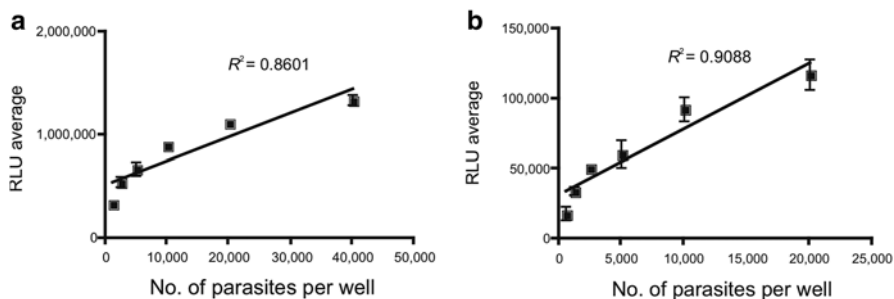 a
2,000,000
1,000,000
0
RLU average
R² = 0.8601
0 10,000 20,000 30,000 40,000 50,000
No. of parasites per well
b
150,000
100,000
50,000
0
RLU average
R² = 0.9088
0 5,000 10,000 15,000 20,000 25,000
No. of parasites per well